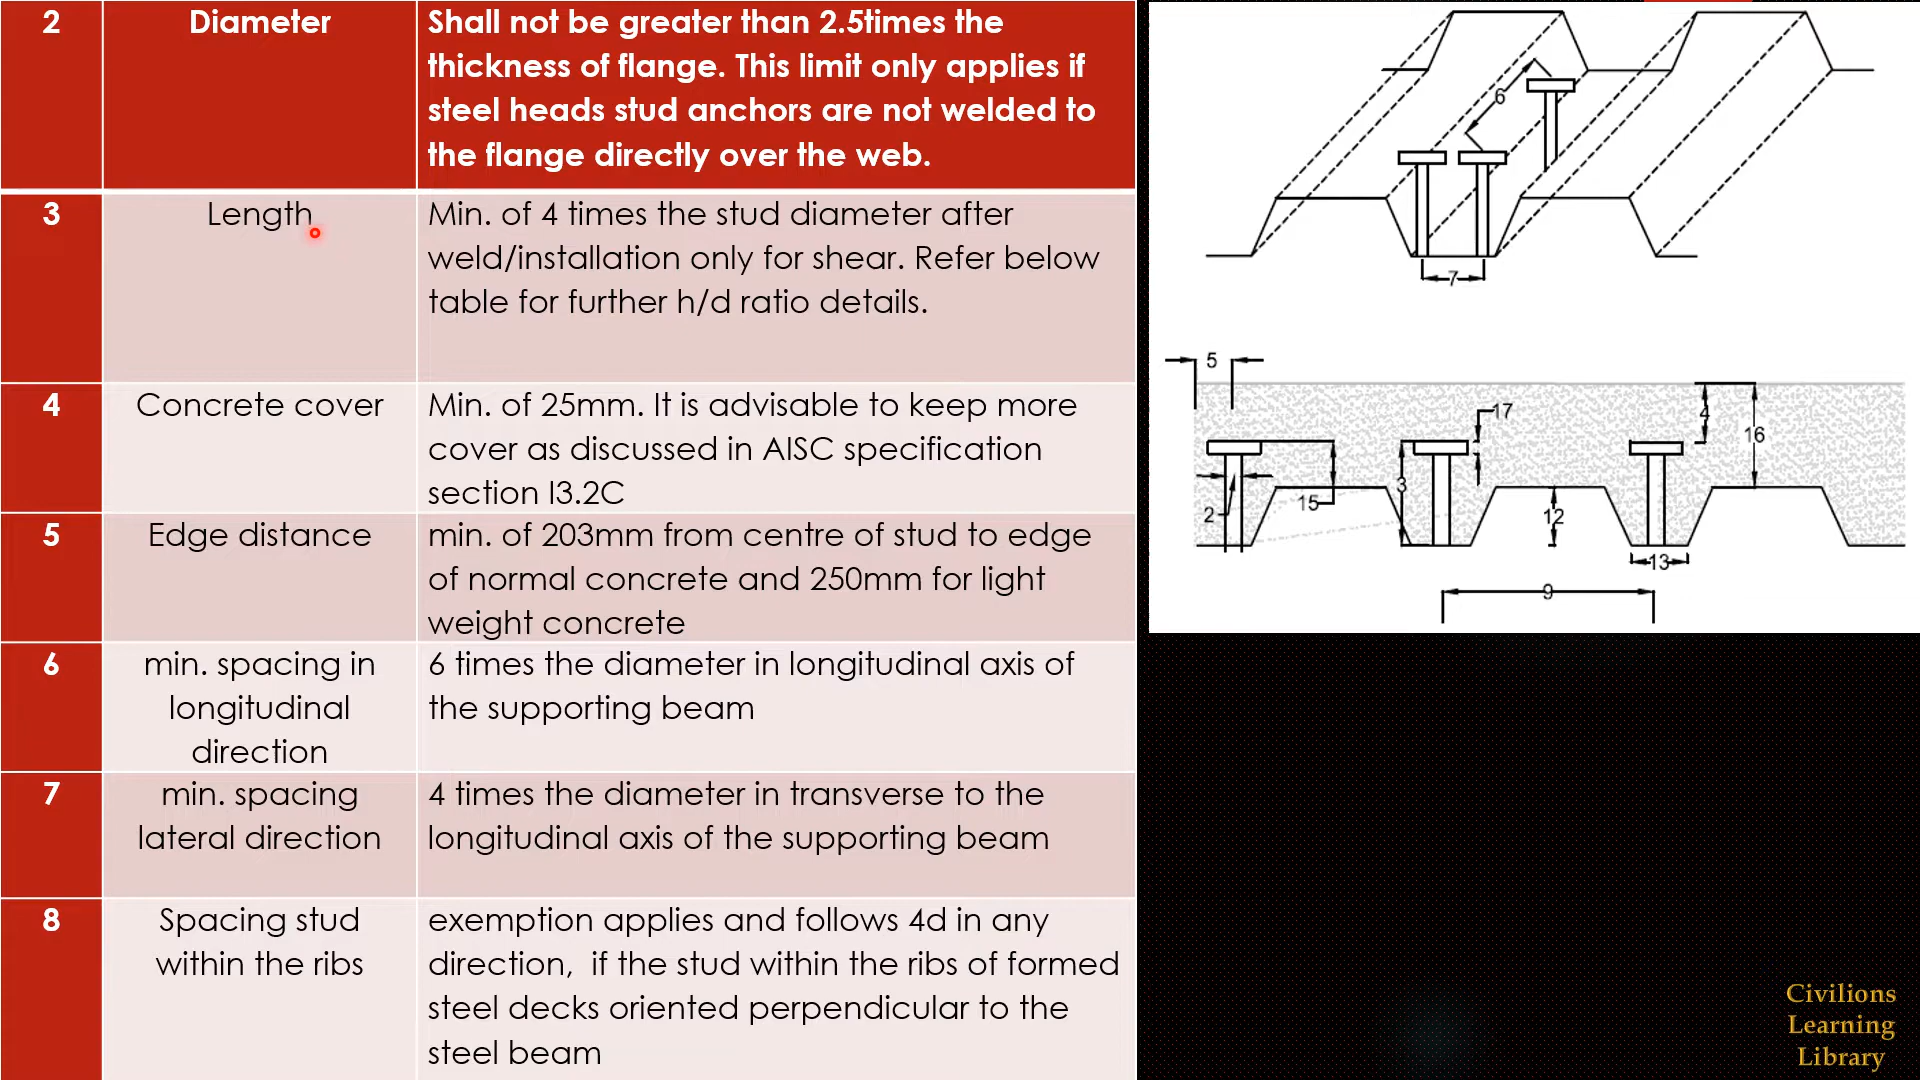 2
Diameter
Shall not be greater than 2.5times the
thickness of flange. This limit only applies if
steel heads stud anchors are not welded to
the flange directly over the web.
3
Length
Min. of 4 times the stud diameter after
weld/installation only for shear. Refer below
table for further h/d ratio details.
4
Concrete cover
Min. of 25mm. It is advisable to keep more
cover as discussed in AISC specification
section I3.2C
5
Edge distance
min. of 203mm from centre of stud to edge
of normal concrete and 250mm for light
weight concrete
6
min. spacing in
longitudinal
direction
6 times the diameter in longitudinal axis of
the supporting beam
7
min. spacing
lateral direction
4 times the diameter in transverse to the
longitudinal axis of the supporting beam
8
Spacing stud
within the ribs
exemption applies and follows 4d in any
direction,  if the stud within the ribs of formed
steel decks oriented perpendicular to the
steel beam
6
7
5
17
4
16
3
15
2
12
13
9
Civilions
Learning
Library